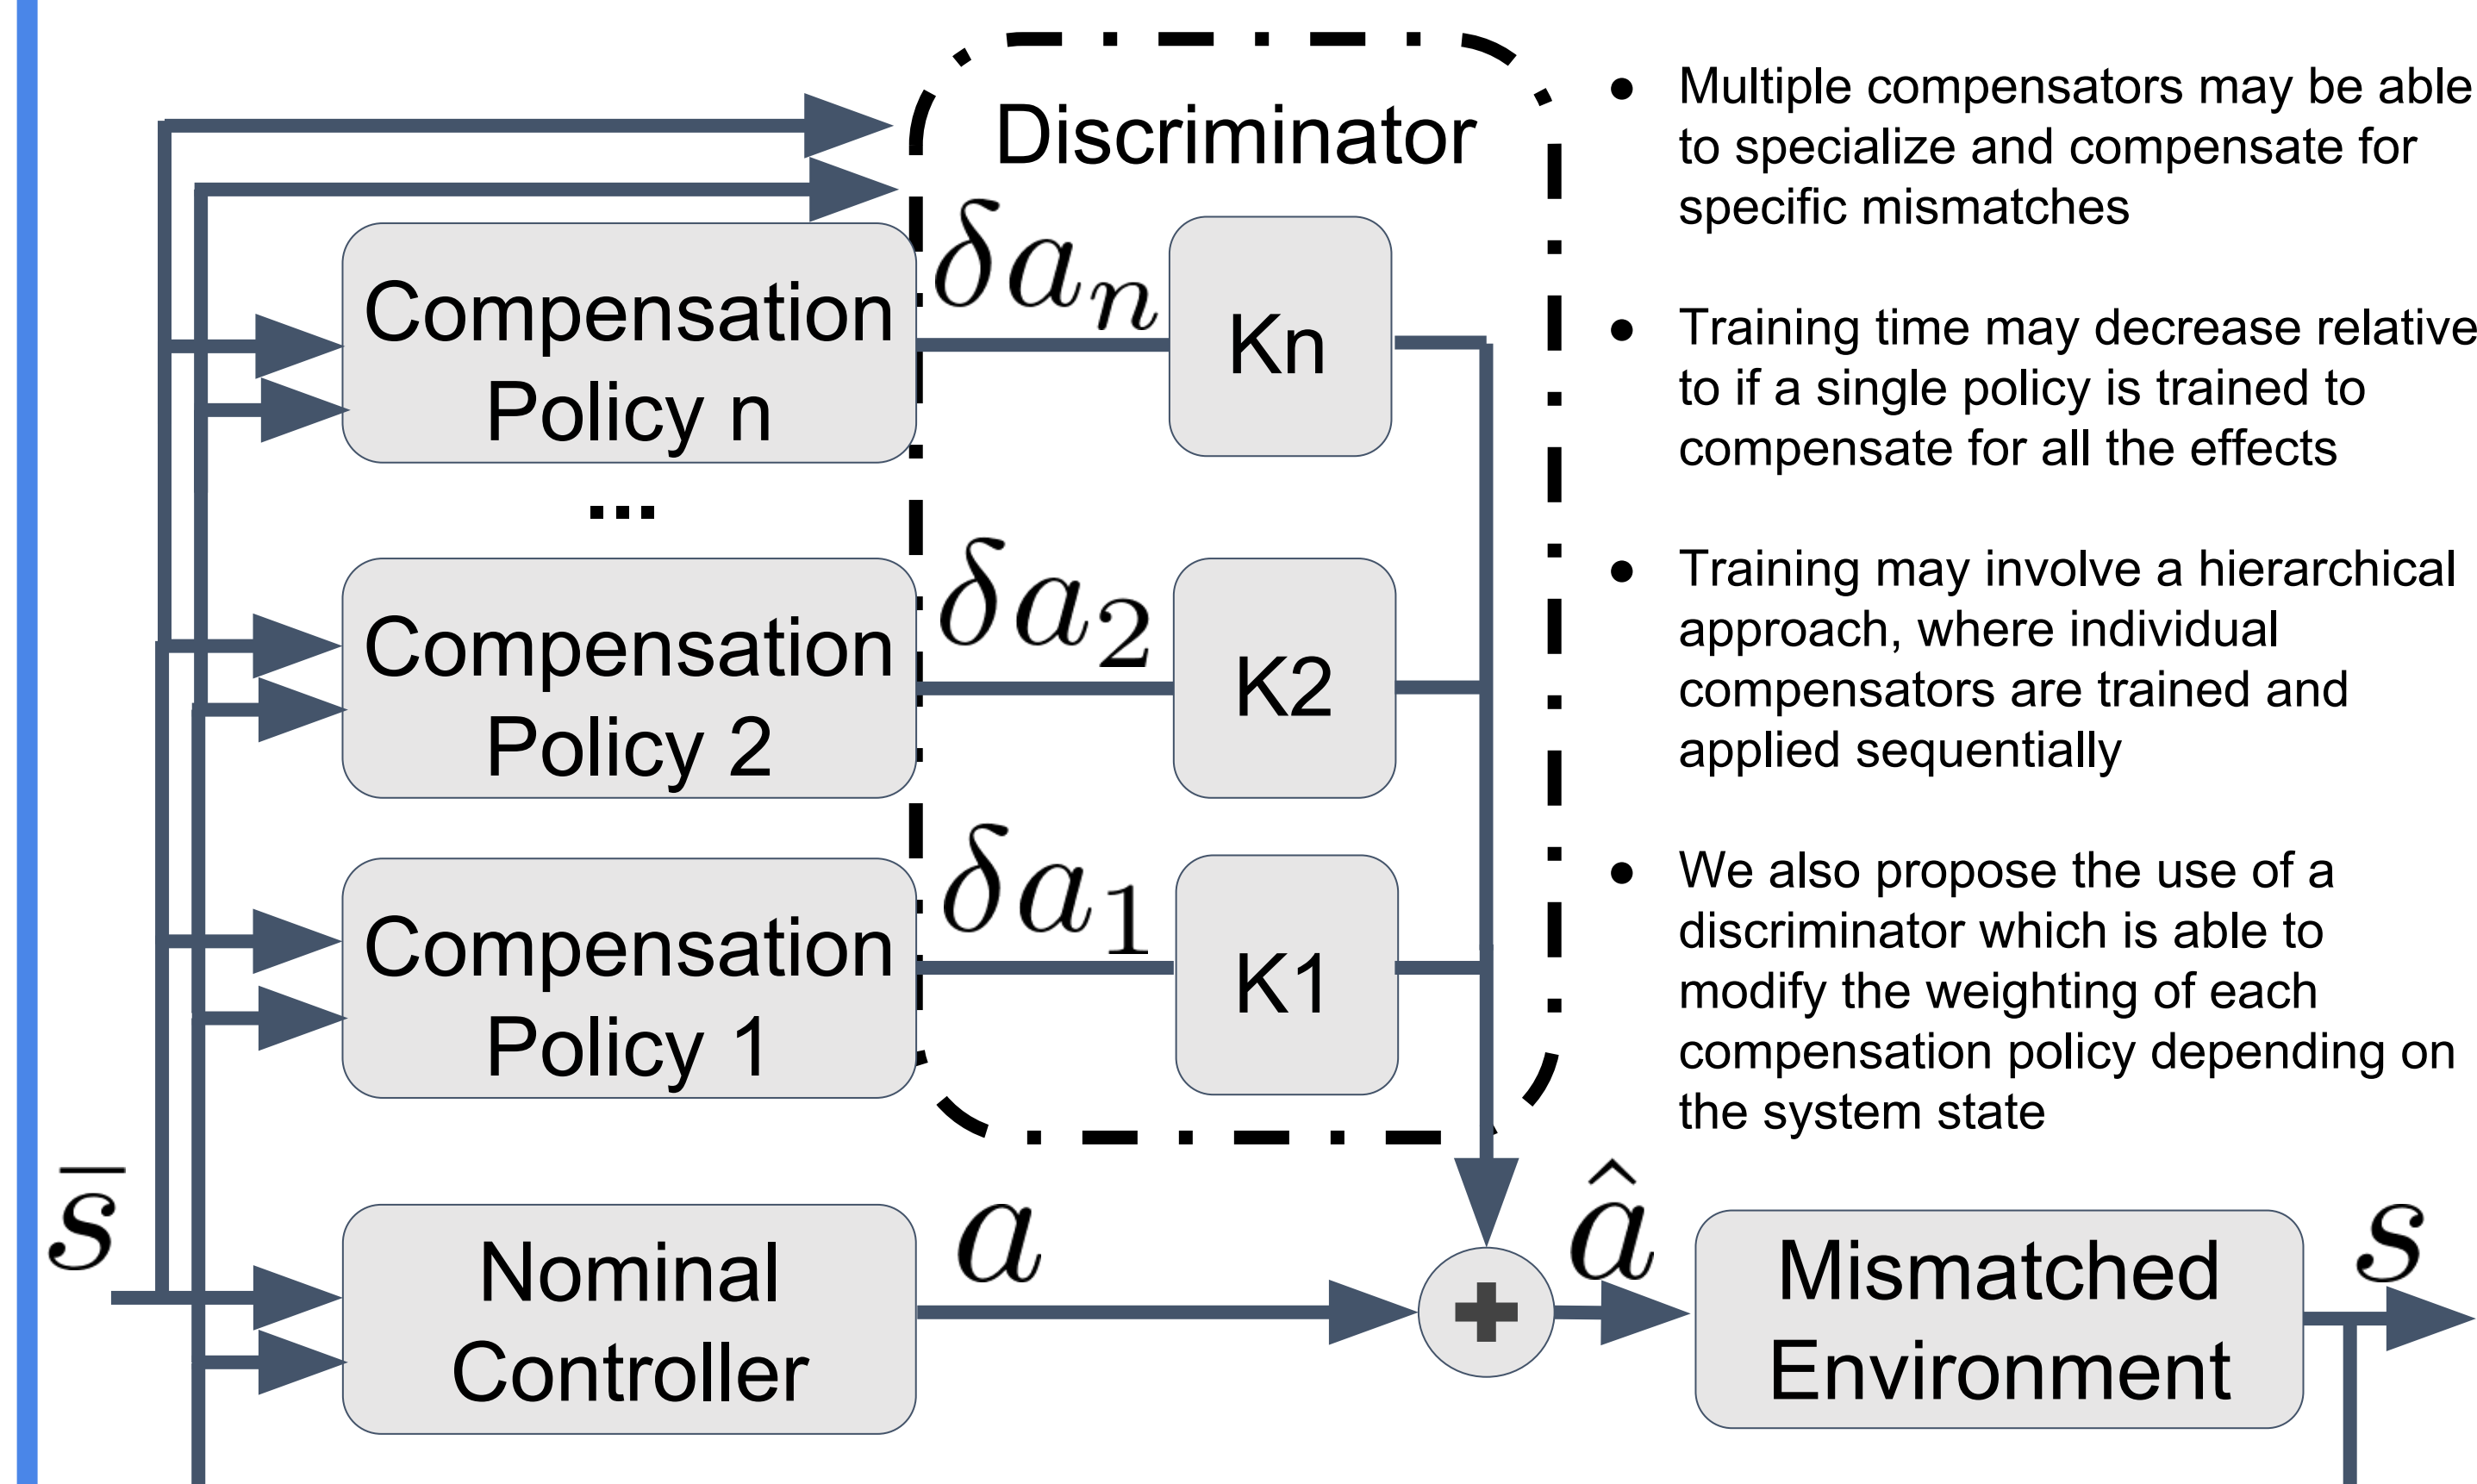 Discriminator
δaₙ
Compensation
Policy n
Kn
...
δa₂
Compensation
Policy 2
K2
δa₁
Compensation
Policy 1
K1
s̅
Nominal
Controller
a
â
Mismatched
Environment
s
● Multiple compensators may be able
to specialize and compensate for
specific mismatches
● Training time may decrease relative
to if a single policy is trained to
compensate for all the effects
● Training may involve a hierarchical
approach, where individual
compensators are trained and
applied sequentially
● We also propose the use of a
discriminator which is able to
modify the weighting of each
compensation policy depending on
the system state